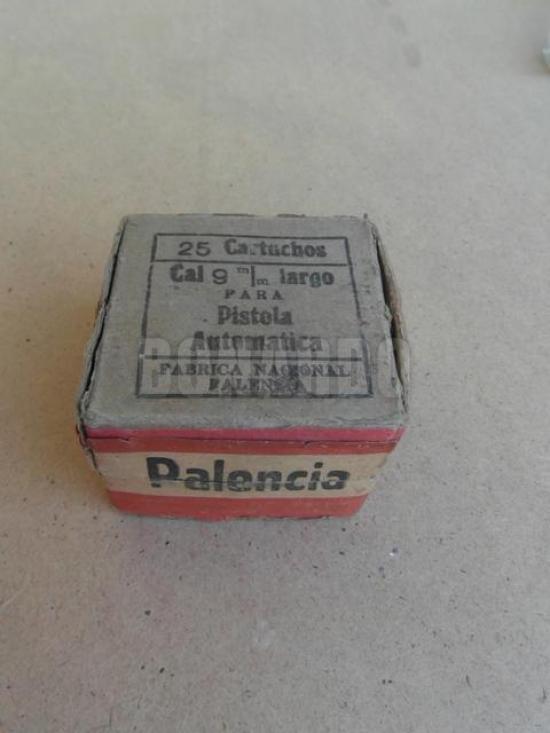 25 Cartuchos
Cal 9 m/m largo
PARA
Pistola
Automatica
FABRICA NACIONAL
PALENCIA
Palencia